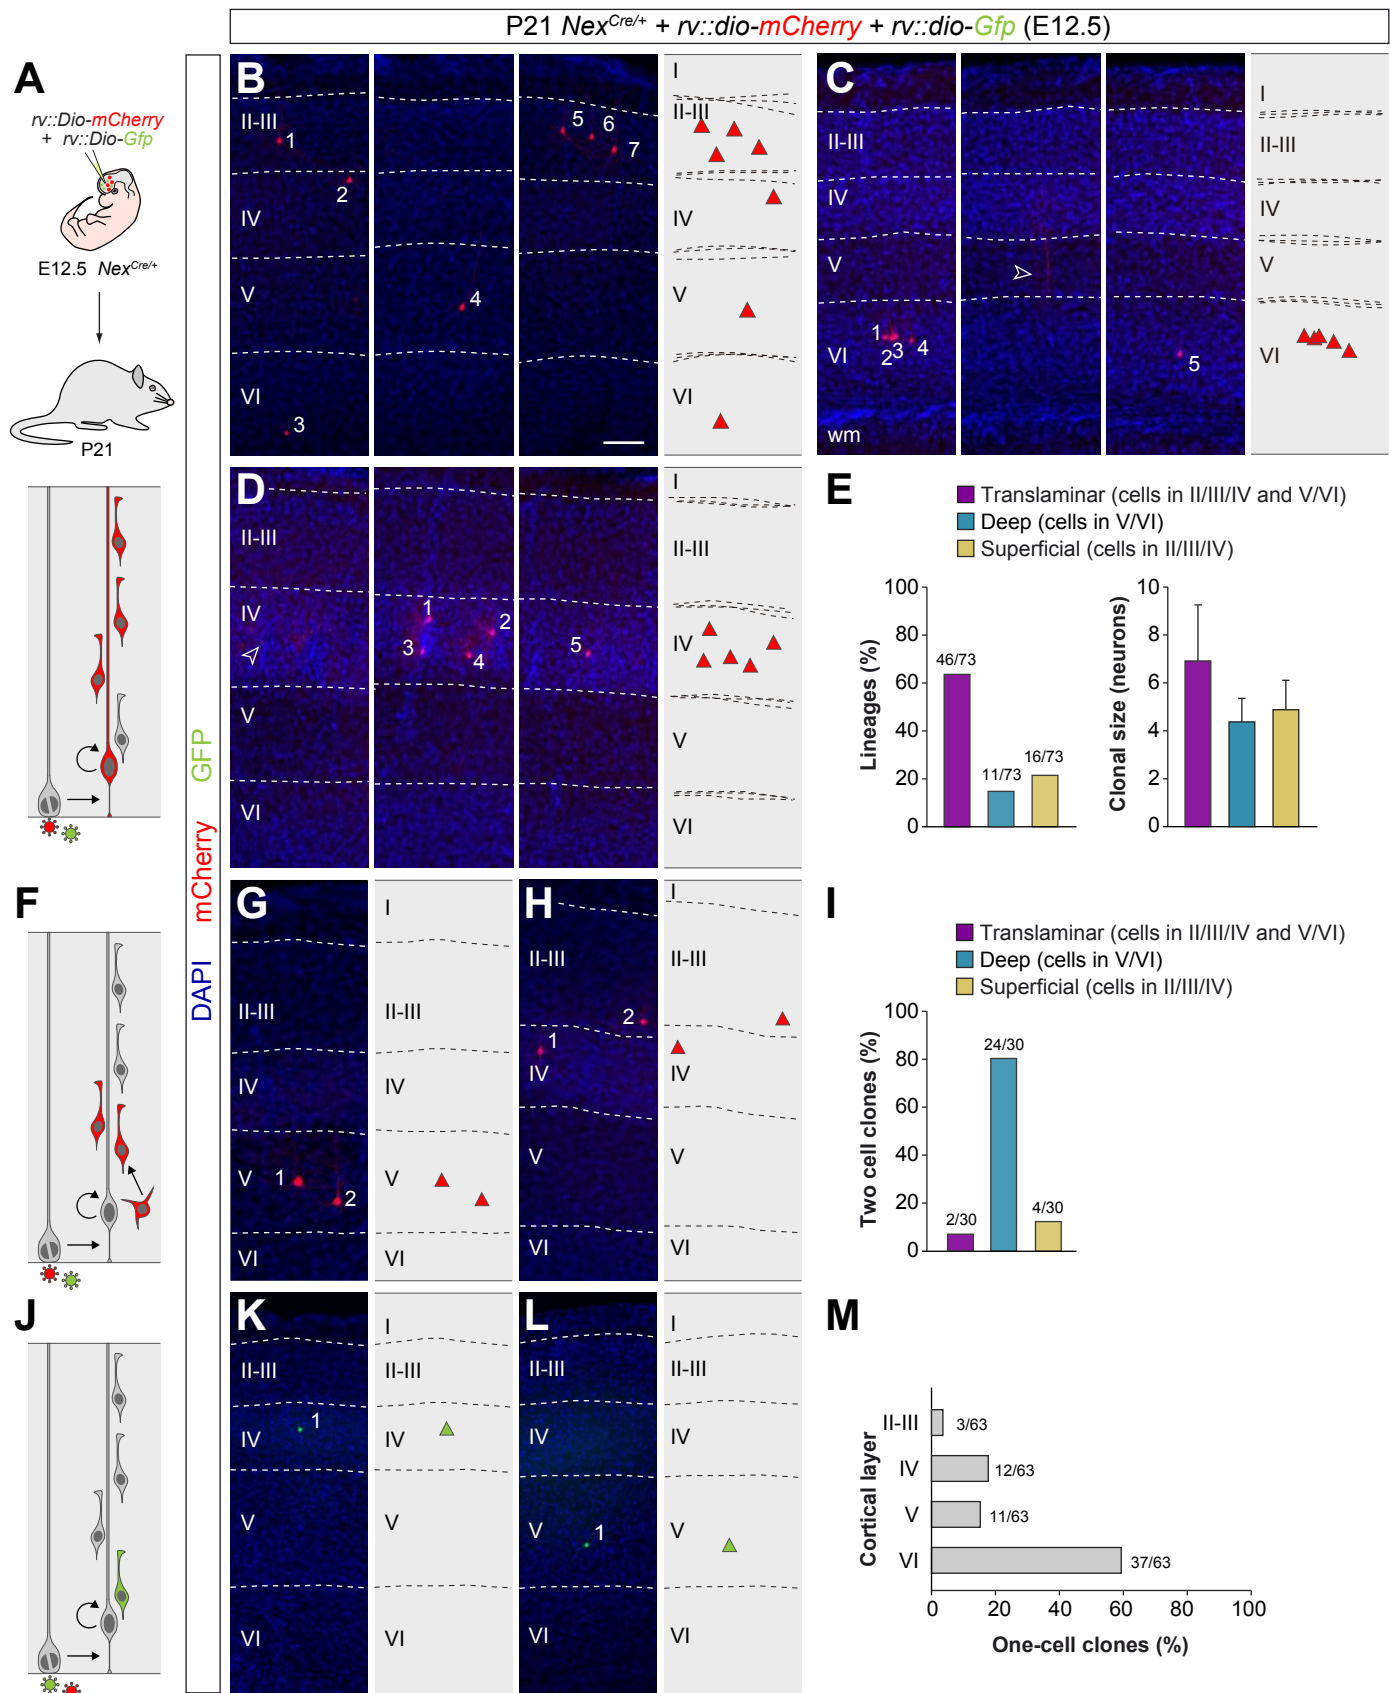 P21 NexCre/+ + rv::dio-mCherry + rv::dio-Gfp (E12.5)
A
rv::Dio-mCherry
+ rv::Dio-Gfp
E12.5 NexCre/+
P21
DAPI mCherry GFP
B
II-III
IV
V
VI
1
2
3
4
5
6
7
I
II-III
IV
V
VI
C
II-III
IV
V
VI
wm
1
2
3
4
5
I
II-III
IV
V
VI
D
II-III
IV
V
VI
1
2
3
4
5
I
II-III
IV
V
VI
E
Translaminar (cells in II/III/IV and V/VI)
Deep (cells in V/VI)
Superficial (cells in II/III/IV)
Lineages (%)
100
80
60
40
20
0
46/73
11/73
16/73
Clonal size (neurons)
10
8
6
4
2
0
F
G
II-III
IV
V
VI
1
2
I
II-III
IV
V
VI
H
II-III
IV
V
VI
1
2
I
II-III
IV
V
VI
I
Translaminar (cells in II/III/IV and V/VI)
Deep (cells in V/VI)
Superficial (cells in II/III/IV)
Two cell clones (%)
100
80
60
40
20
0
2/30
24/30
4/30
J
K
II-III
IV
V
VI
1
I
II-III
IV
V
VI
L
II-III
IV
V
VI
1
I
II-III
IV
V
VI
M
Cortical layer
II-III
3/63
IV
12/63
V
11/63
VI
37/63
0 20 40 60 80 100
One-cell clones (%)